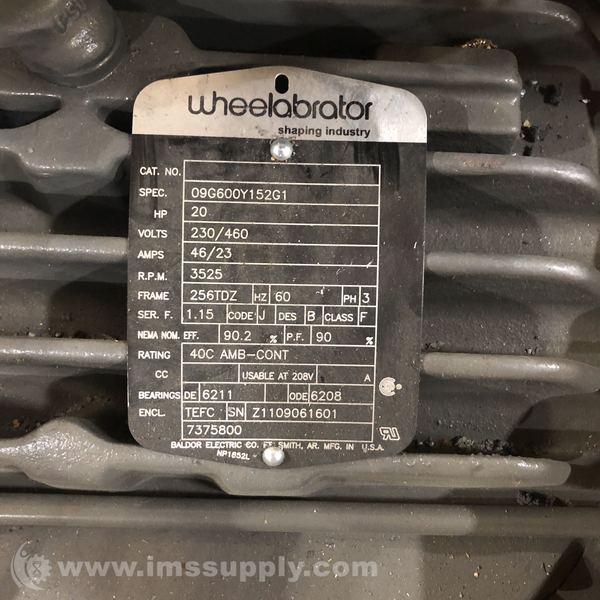 wheelabrator
shaping industry
CAT. NO.
SPEC. 09G600Y152G1
HP 20
VOLTS 230/460
AMPS 46/23
R.P.M. 3525
FRAME 256TDZ HZ 60 PH 3
SER. F. 1.15 CODE J DES B CLASS F
NEMA NOM. EFF. 90.2 % P.F. 90 %
RATING 40C AMB-CONT
CC USABLE AT 208V A
BEARINGS DE 6211 ODE 6208
ENCL. TEFC SN Z1109061601
7375800
BALDOR ELECTRIC CO. FT. SMITH, AR. MFG. IN U.S.A.
NP1652L
www.imssupply.com